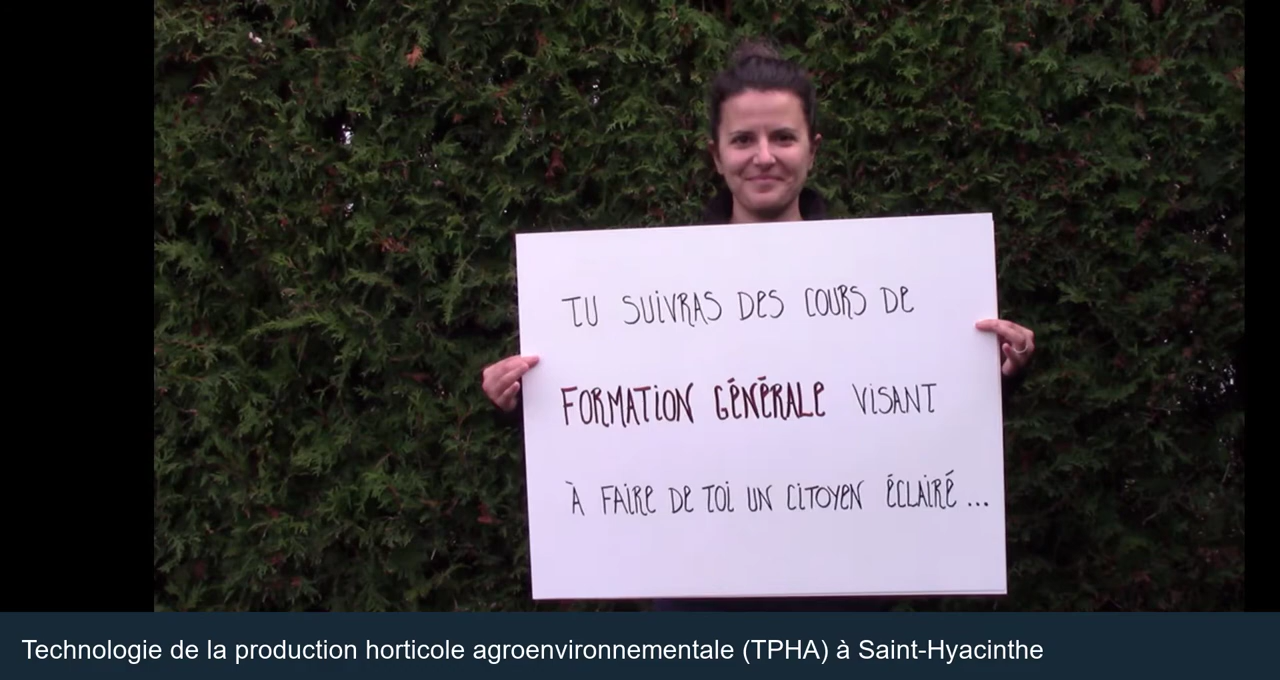 TU SUIVRAS DES COURS DE
FORMATION GÉNÉRALE VISANT
À FAIRE DE TOI UN CITOYEN ÉCLAIRÉ ...
Technologie de la production horticole agroenvironnementale (TPHA) à Saint-Hyacinthe